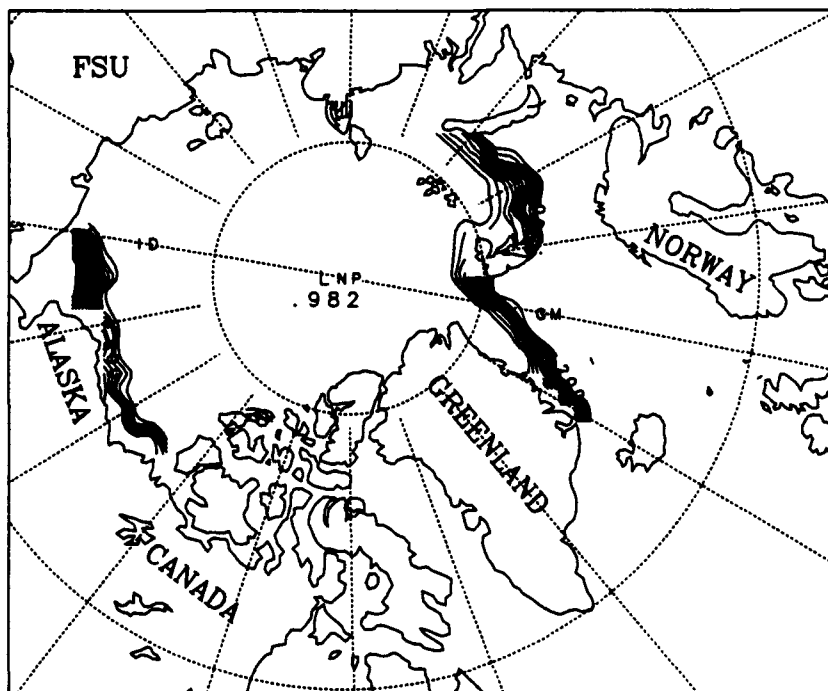 FSU
NORWAY
ID
LNP
.982
GM
ALASKA
GREENLAND
CANADA